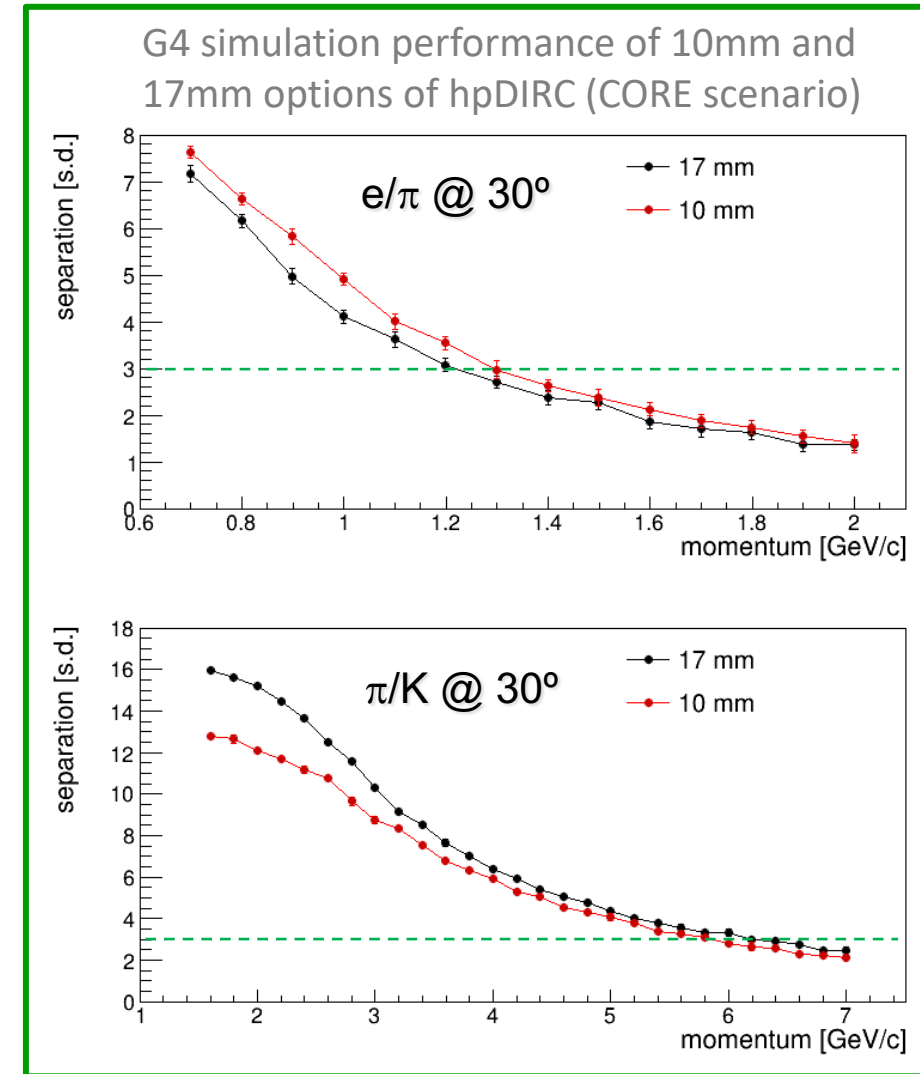 G4 simulation performance of 10mm and
17mm options of hpDIRC (CORE scenario)
separation [s.d.]
8
7
6
5
4
3
2
1
0
e/π @ 30º
17 mm
10 mm
0.6 0.8 1 1.2 1.4 1.6 1.8 2
momentum [GeV/c]
separation [s.d.]
18
16
14
12
10
8
6
4
2
0
π/K @ 30º
17 mm
10 mm
1 2 3 4 5 6 7
momentum [GeV/c]